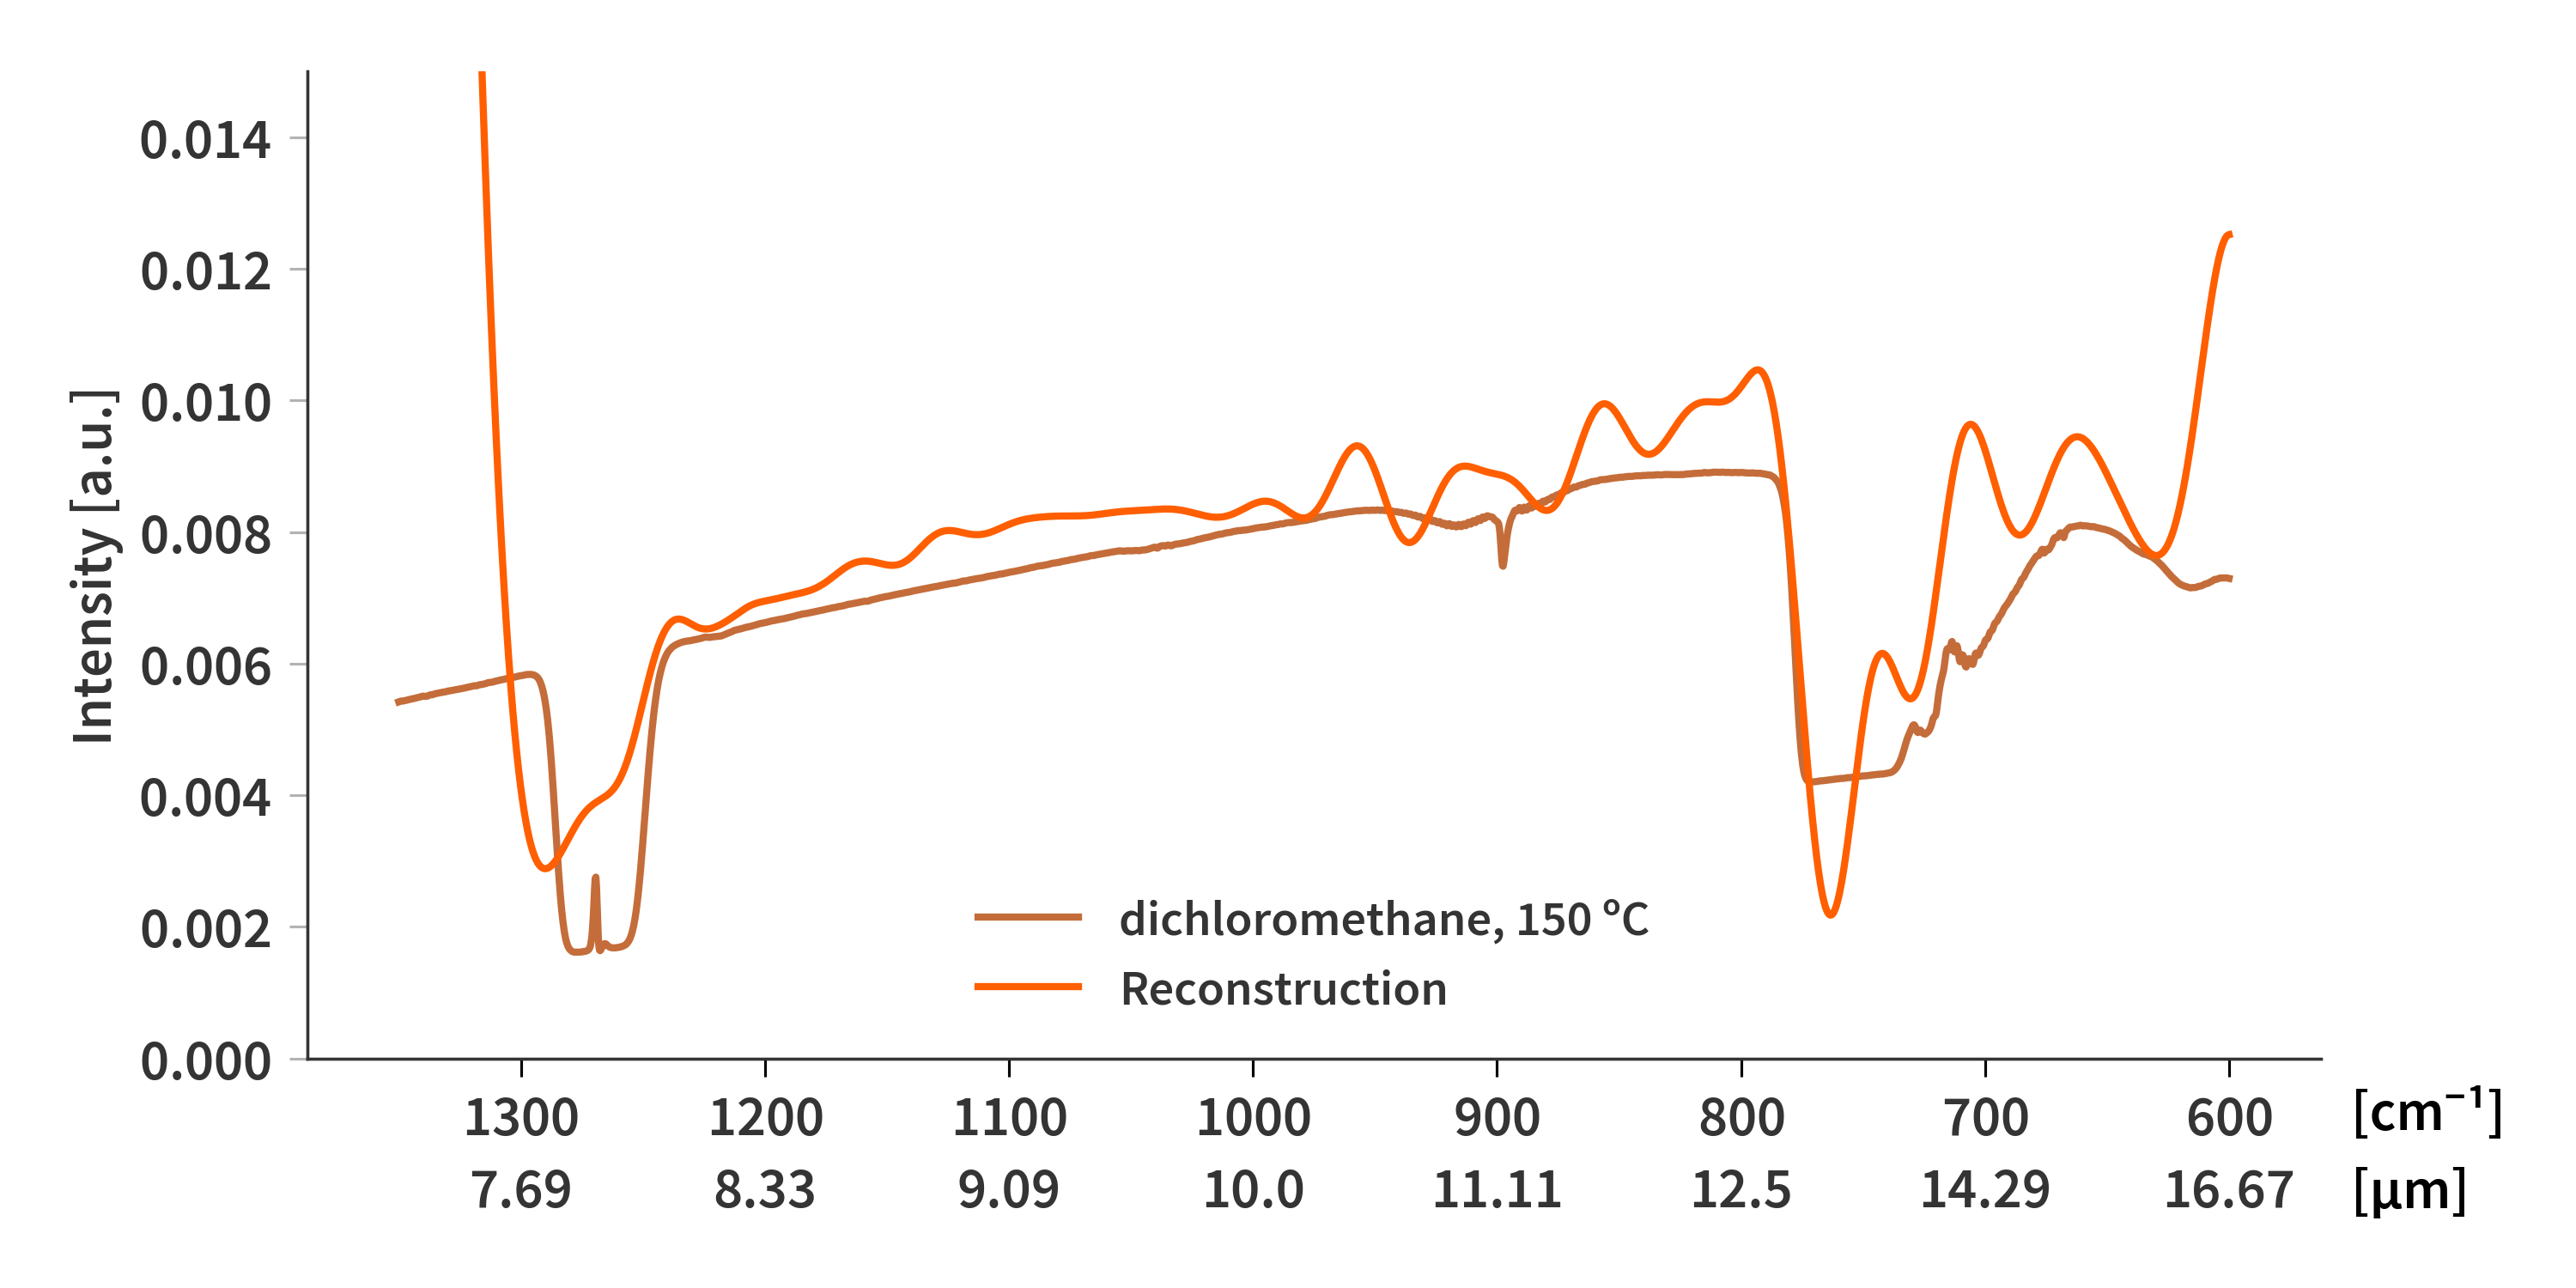 Intensity [a.u.]
0.014
0.012
0.010
0.008
0.006
0.004
0.002
0.000
dichloromethane, 150 ºC
Reconstruction
1300 1200 1100 1000 900 800 700 600 [cm⁻¹]
7.69 8.33 9.09 10.0 11.11 12.5 14.29 16.67 [µm]